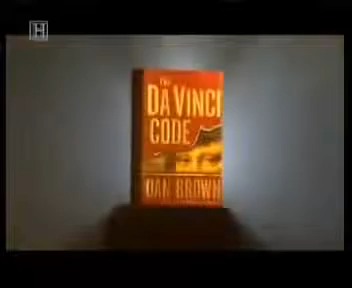 H
THE
DA VINCI
CODE
DAN BROWN